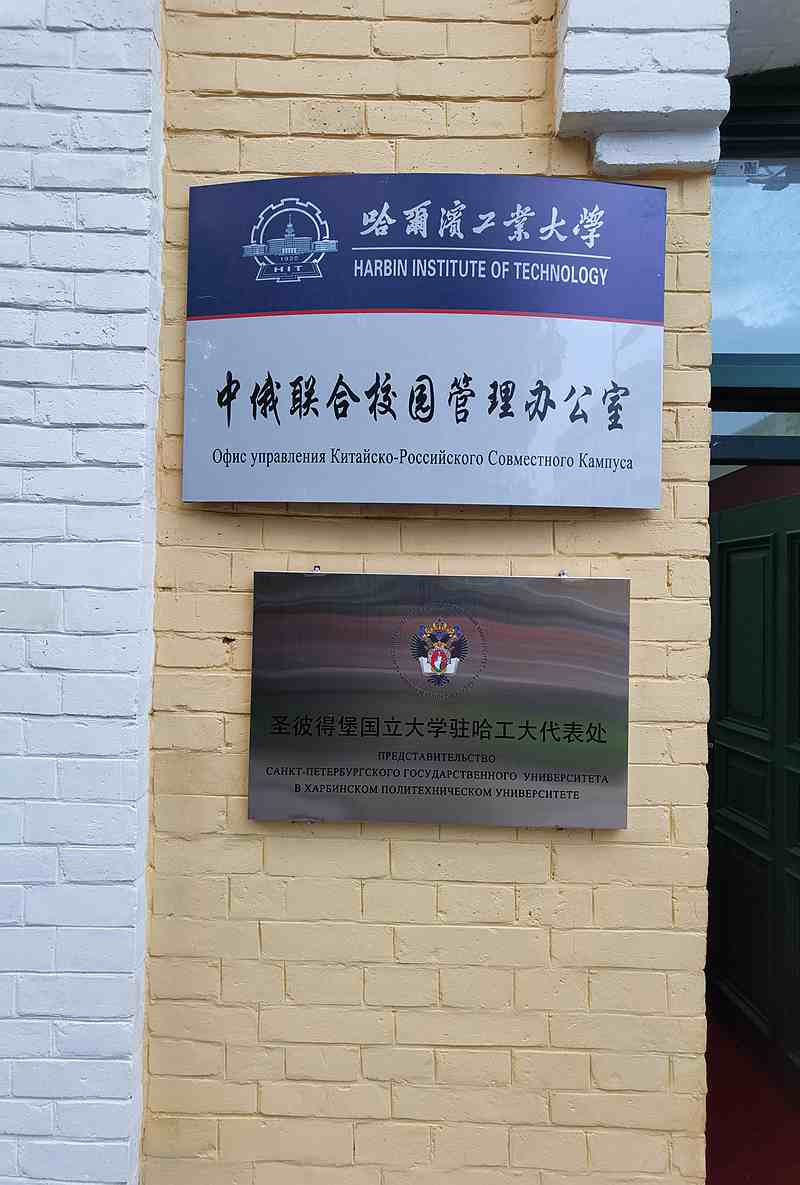 哈爾濱工業大學
HARBIN INSTITUTE OF TECHNOLOGY
1920
HIT
中俄联合校园管理办公室
Офис управления Китайско-Российского Совместного Кампуса
圣彼得堡国立大学驻哈工大代表处
ПРЕДСТАВИТЕЛЬСТВО
САНКТ-ПЕТЕРБУРГСКОГО ГОСУДАРСТВЕННОГО УНИВЕРСИТЕТА
В ХАРБИНСКОМ ПОЛИТЕХНИЧЕСКОМ УНИВЕРСИТЕТЕ